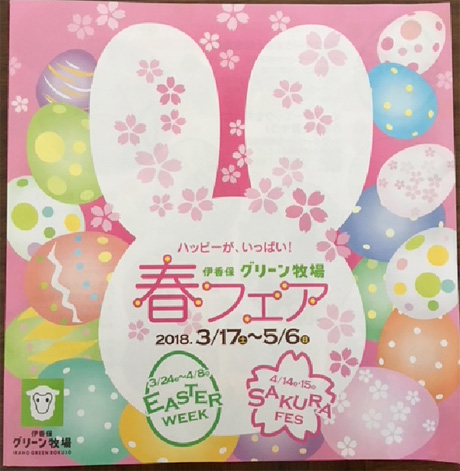 ハッピーが、いっぱい!
伊香保 グリーン牧場
春フェア
2018. 3/17土〜5/6日
3/24土〜4/8日
EASTER
WEEK
4/14土・15日
SAKURA
FES
伊香保
グリーン牧場
IKAHO GREEN BOKUJO